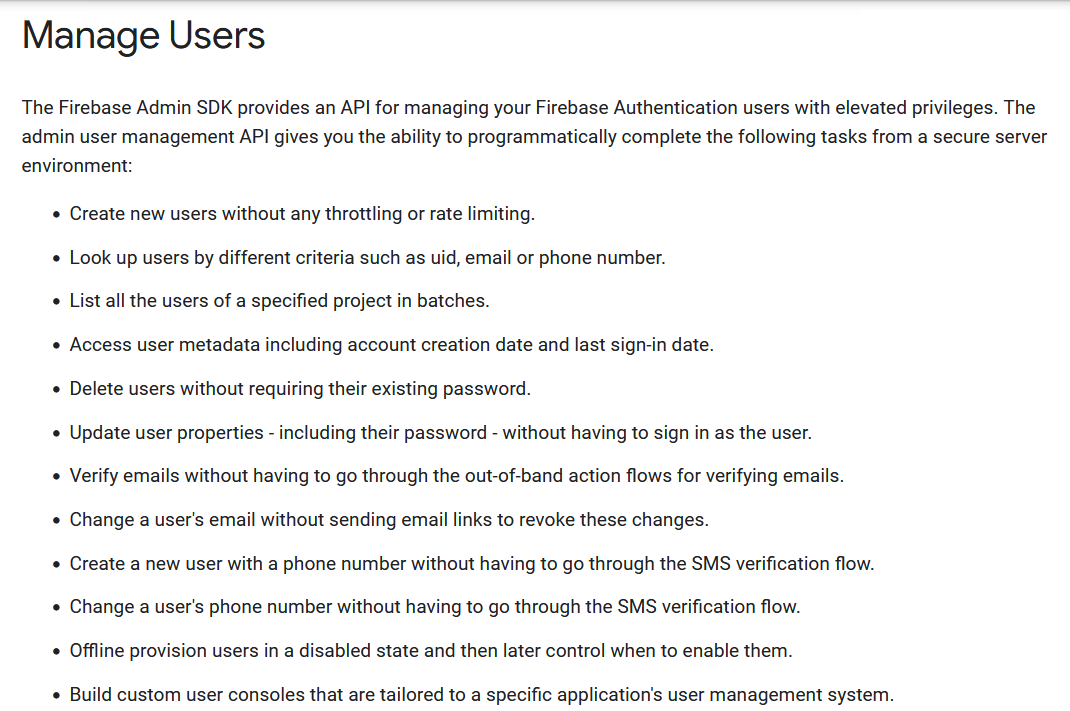 Manage Users
The Firebase Admin SDK provides an API for managing your Firebase Authentication users with elevated privileges. The
admin user management API gives you the ability to programmatically complete the following tasks from a secure server
environment:
• Create new users without any throttling or rate limiting.
• Look up users by different criteria such as uid, email or phone number.
• List all the users of a specified project in batches.
• Access user metadata including account creation date and last sign-in date.
• Delete users without requiring their existing password.
• Update user properties - including their password - without having to sign in as the user.
• Verify emails without having to go through the out-of-band action flows for verifying emails.
• Change a user's email without sending email links to revoke these changes.
• Create a new user with a phone number without having to go through the SMS verification flow.
• Change a user's phone number without having to go through the SMS verification flow.
• Offline provision users in a disabled state and then later control when to enable them.
• Build custom user consoles that are tailored to a specific application's user management system.